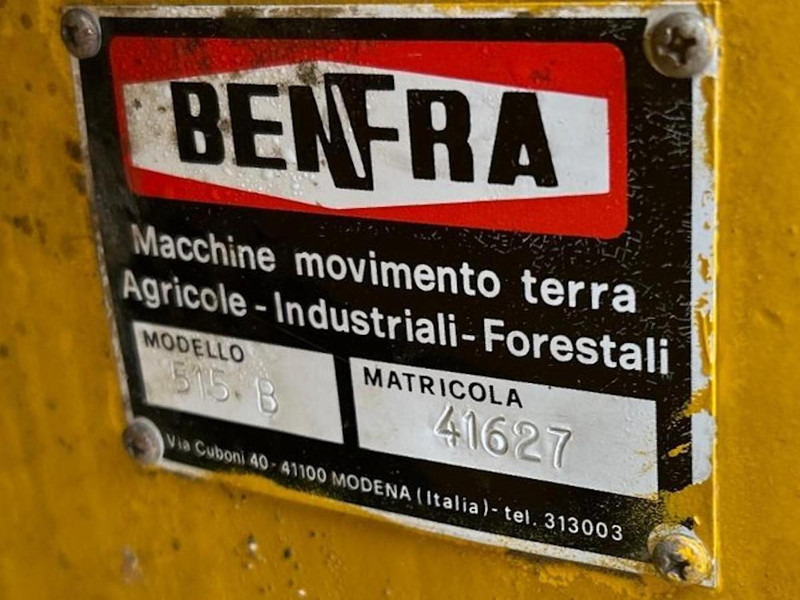 BENFRA
Macchine movimento terra
Agricole - Industriali - Forestali
MODELLO
515 B
MATRICOLA
41627
Via Cuboni 40 - 41100 MODENA (Italia) - tel. 313003